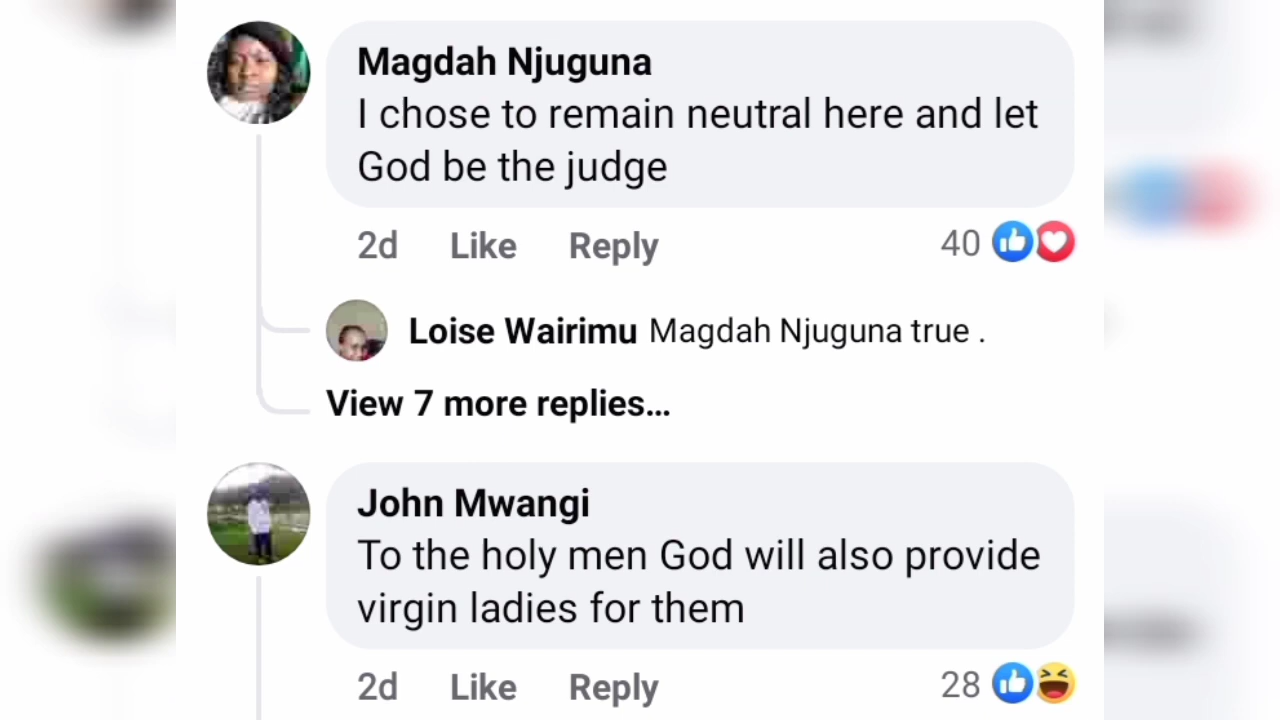 Magdah Njuguna
I chose to remain neutral here and let
God be the judge
2d Like Reply 40
Loise Wairimu Magdah Njuguna true .
View 7 more replies...
John Mwangi
To the holy men God will also provide
virgin ladies for them
2d Like Reply 28